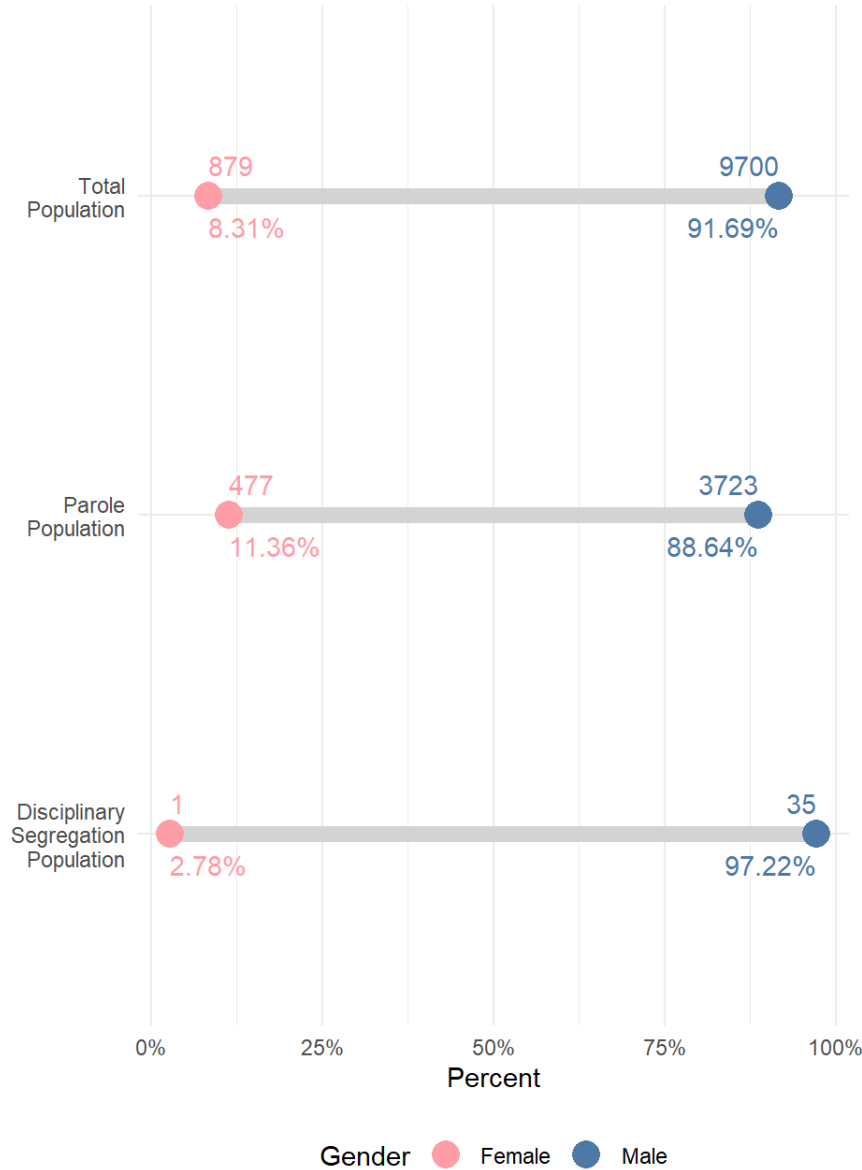 879 9700
Total
Population
8.31% 91.69%
477 3723
Parole
Population
11.36% 88.64%
1 35
Disciplinary
Segregation
Population
2.78% 97.22%
0% 25% 50% 75% 100%
Percent
Gender Female Male